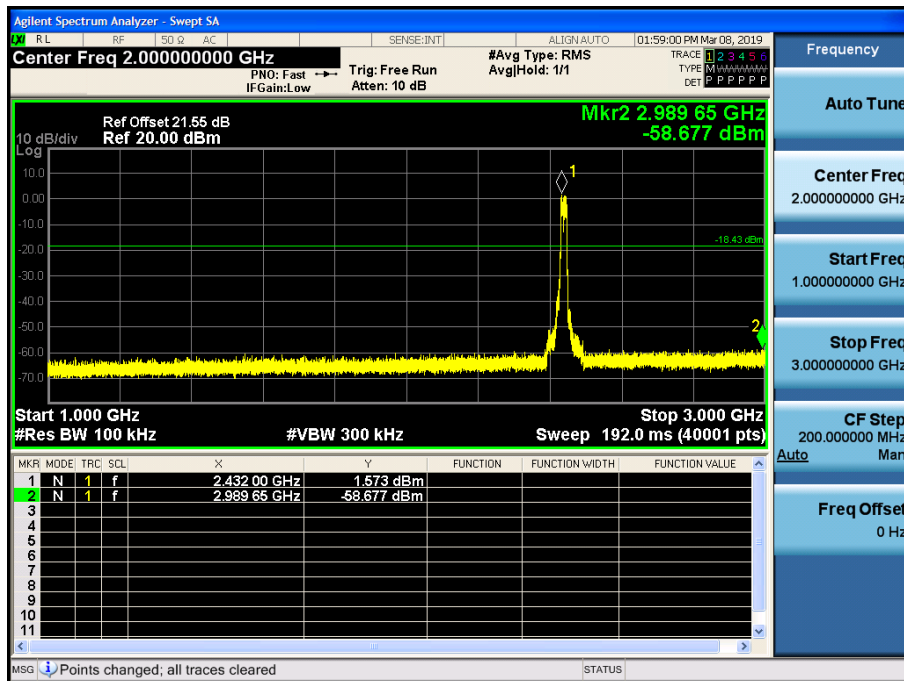 Agilent Spectrum Analyzer - Swept SA
LXI RL RF 50 Ω AC SENSE:INT ALIGN AUTO 01:59:00 PM Mar 08, 2019
Center Freq 2.000000000 GHz
PNO: Fast
IFGain:Low
Trig: Free Run
Atten: 10 dB
#Avg Type: RMS
Avg|Hold: 1/1
TRACE 1 2 3 4 5 6
TYPE M WWWWW
DET P P P P P P
Frequency
Auto Tune
Center Freq
2.000000000 GHz
Start Freq
1.000000000 GHz
Stop Freq
3.000000000 GHz
CF Step
200.000000 MHz
Auto Man
Freq Offset
0 Hz
Mkr2 2.989 65 GHz
-58.677 dBm
Ref Offset 21.55 dB
10 dB/div Ref 20.00 dBm
Log
10.0
0.00
-10.0
-20.0
-30.0
-40.0
-50.0
-60.0
-70.0
1
-18.43 dBm
2
Start 1.000 GHz Stop 3.000 GHz
#Res BW 100 kHz #VBW 300 kHz Sweep 192.0 ms (40001 pts)
MKR MODE TRC SCL X Y FUNCTION FUNCTION WIDTH FUNCTION VALUE
1 N 1 f 2.432 00 GHz 1.573 dBm
2 N 1 f 2.989 65 GHz -58.677 dBm
3
4
5
6
7
8
9
10
11
MSG Points changed; all traces cleared STATUS